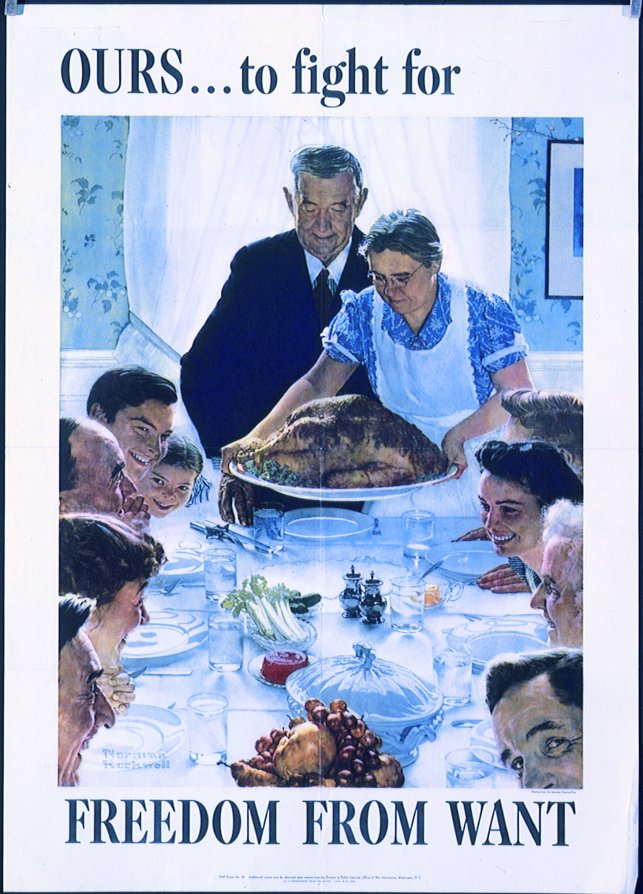 OURS...to fight for
Norman
Rockwell
FREEDOM FROM WANT